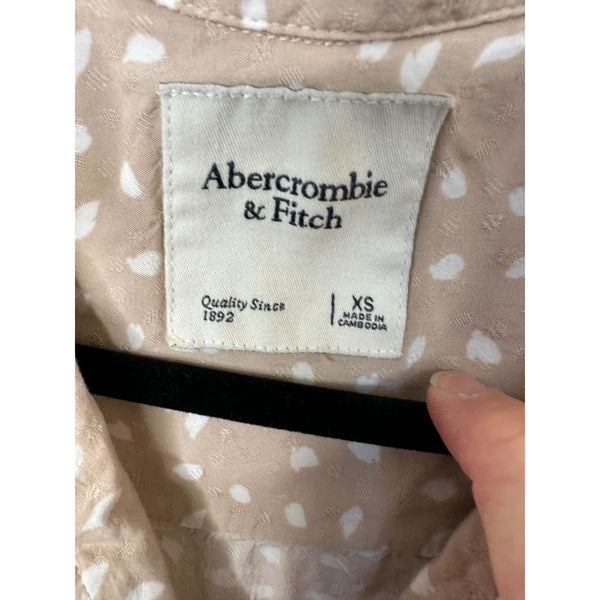 Abercrombie
& Fitch
Quality Since
1892
XS
MADE IN
CAMBODIA